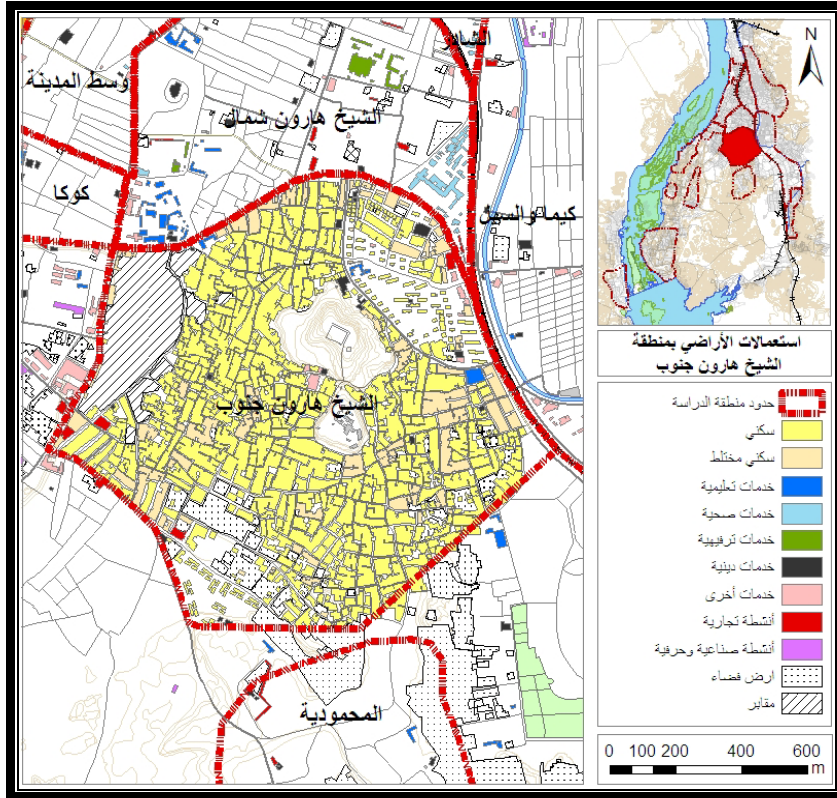 الشاير
وسط المدينة
الشيخ هارون شمال
كوكا
كيما والسيل
الشيخ هارون جنوب
المحمودية
N
استعمالات الأراضي بمنطقة
الشيخ هارون جنوب
حدود منطقة الدراسة
سكني
سكني مختلط
خدمات تعليمية
خدمات صحية
خدمات ترفيهية
خدمات دينية
خدمات أخرى
أنشطة تجارية
أنشطة صناعية وحرفية
ارض فضاء
مقابر
0 100 200 400 600
m